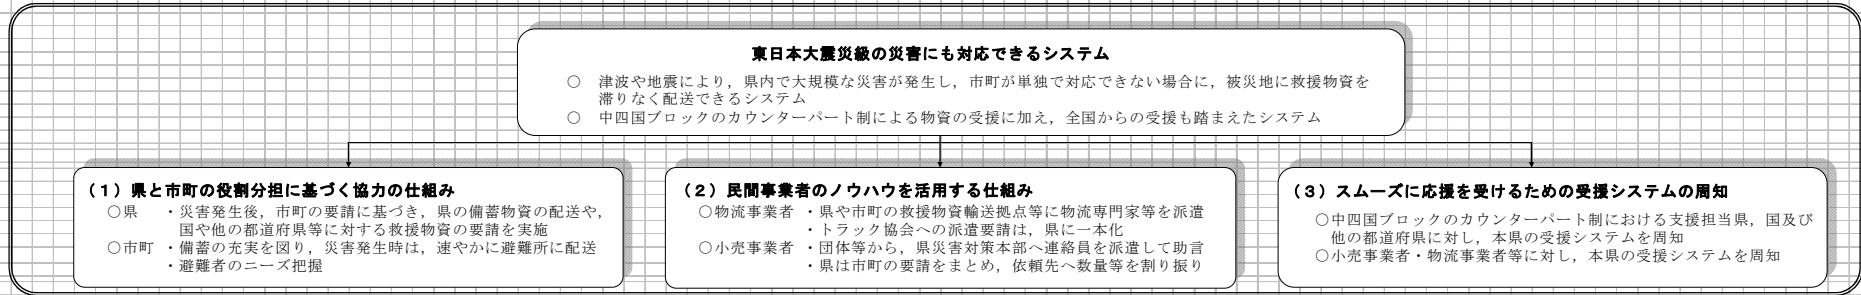 東日本大震災級の災害にも対応できるシステム
○　津波や地震により，県内で大規模な災害が発生し，市町が単独で対応できない場合に，被災地に救援物資を
滞りなく配送できるシステム
○　中四国ブロックのカウンターパート制による物資の受援に加え，全国からの受援も踏まえたシステム
（１）県と市町の役割分担に基づく協力の仕組み
○県　・災害発生後，市町の要請に基づき，県の備蓄物資の配送や，
国や他の都道府県等に対する救援物資の要請を実施
○市町　・備蓄の充実を図り，災害発生時は，速やかに避難所に配送
・避難者のニーズ把握
（２）民間事業者のノウハウを活用する仕組み
○物流事業者　・県や市町の救援物資輸送拠点等に物流専門家等を派遣
・トラック協会への派遣要請は，県に一本化
○小売事業者　・団体等から，県災害対策本部へ連絡員を派遣して助言
・県は市町の要請をまとめ，依頼先へ数量等を割り振り
（３）スムーズに応援を受けるための受援システムの周知
○中四国ブロックのカウンターパート制における支援担当県，国及び
他の都道府県に対し，本県の受援システムを周知
○小売事業者・物流事業者等に対し，本県の受援システムを周知